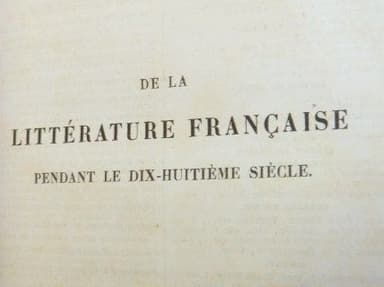 DE LA
LITTÉRATURE FRANÇAISE
PENDANT LE DIX-HUITIÈME SIÈCLE.